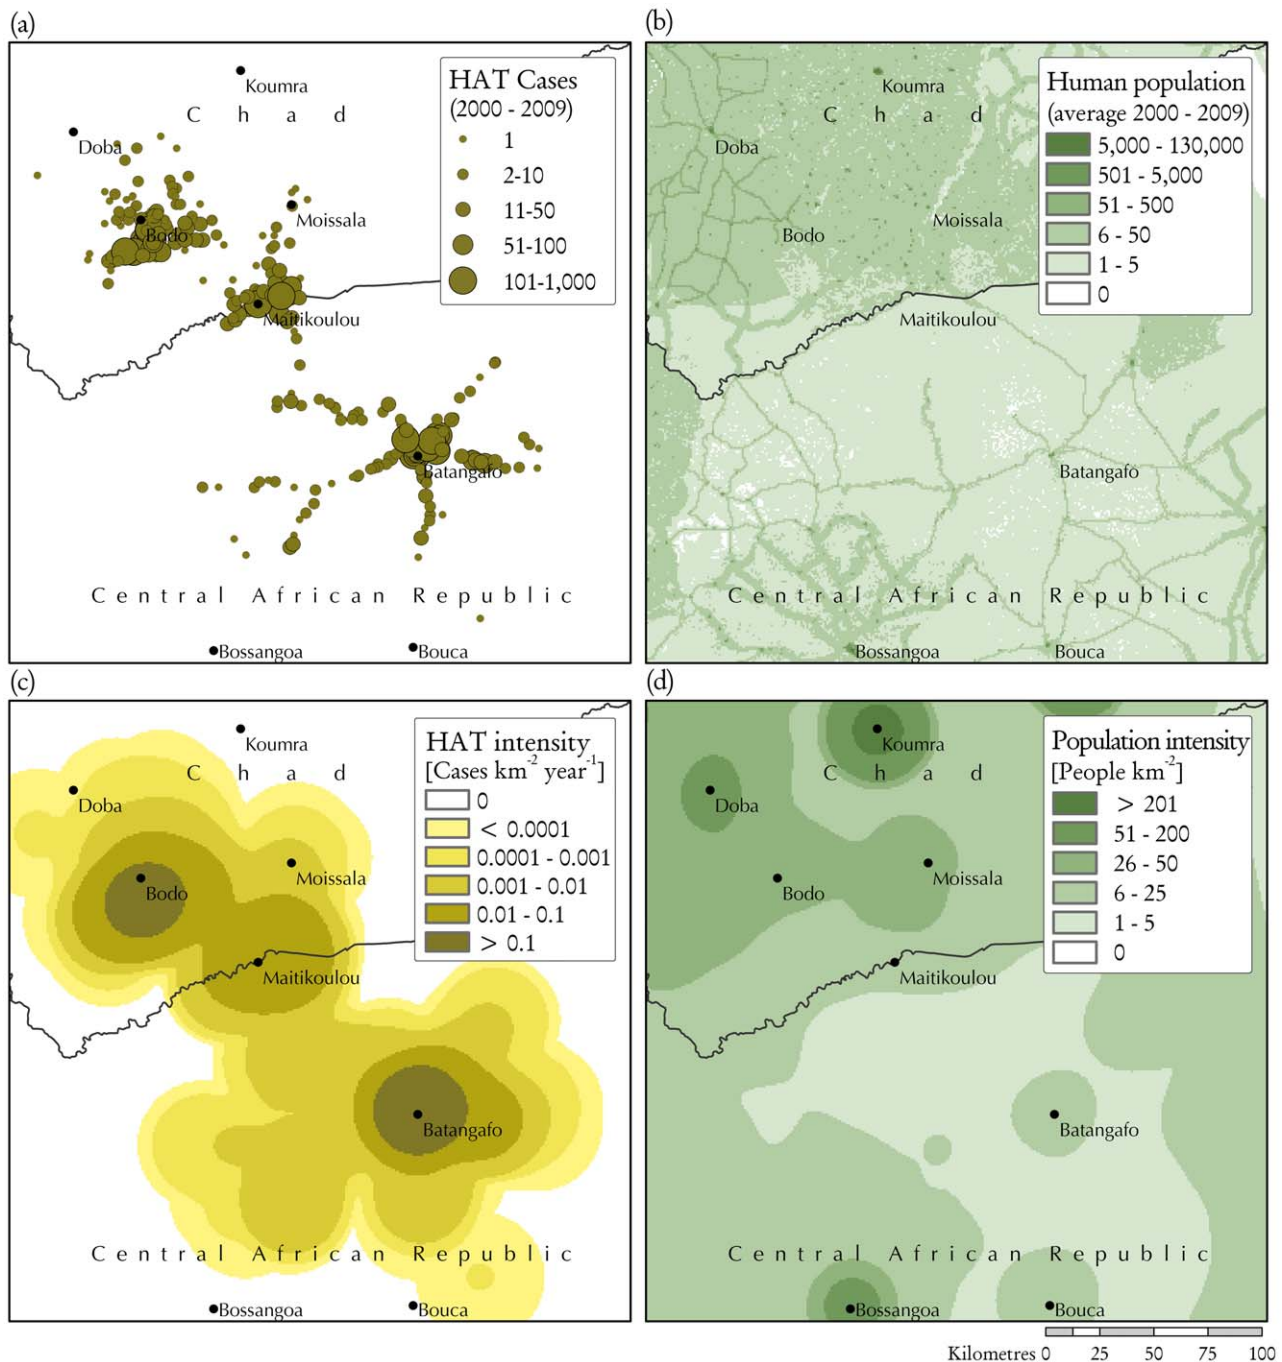 (a)
Koumra
C h a d
Doba
Moissala
Bodo
Maitikoulou
Batangafo
Central African Republic
Bossangoa
Bouca
HAT Cases
(2000 - 2009)
1
2-10
11-50
51-100
101-1,000
(b)
Koumra
C h a d
Doba
Moissala
Bodo
Maitikoulou
Batangafo
Central African Republic
Bossangoa
Bouca
Human population
(average 2000 - 2009)
5,000 - 130,000
501 - 5,000
51 - 500
6 - 50
1 - 5
0
(c)
Koumra
C h a d
Doba
Moissala
Bodo
Maitikoulou
Batangafo
Central African Republic
Bossangoa
Bouca
HAT intensity
[Cases km⁻² year⁻¹]
0
< 0.0001
0.0001 - 0.001
0.001 - 0.01
0.01 - 0.1
> 0.1
(d)
Koumra
C h a d
Doba
Moissala
Bodo
Maitikoulou
Batangafo
Central African Republic
Bossangoa
Bouca
Population intensity
[People km⁻²]
> 201
51 - 200
26 - 50
6 - 25
1 - 5
0
Kilometres 0 25 50 75 100